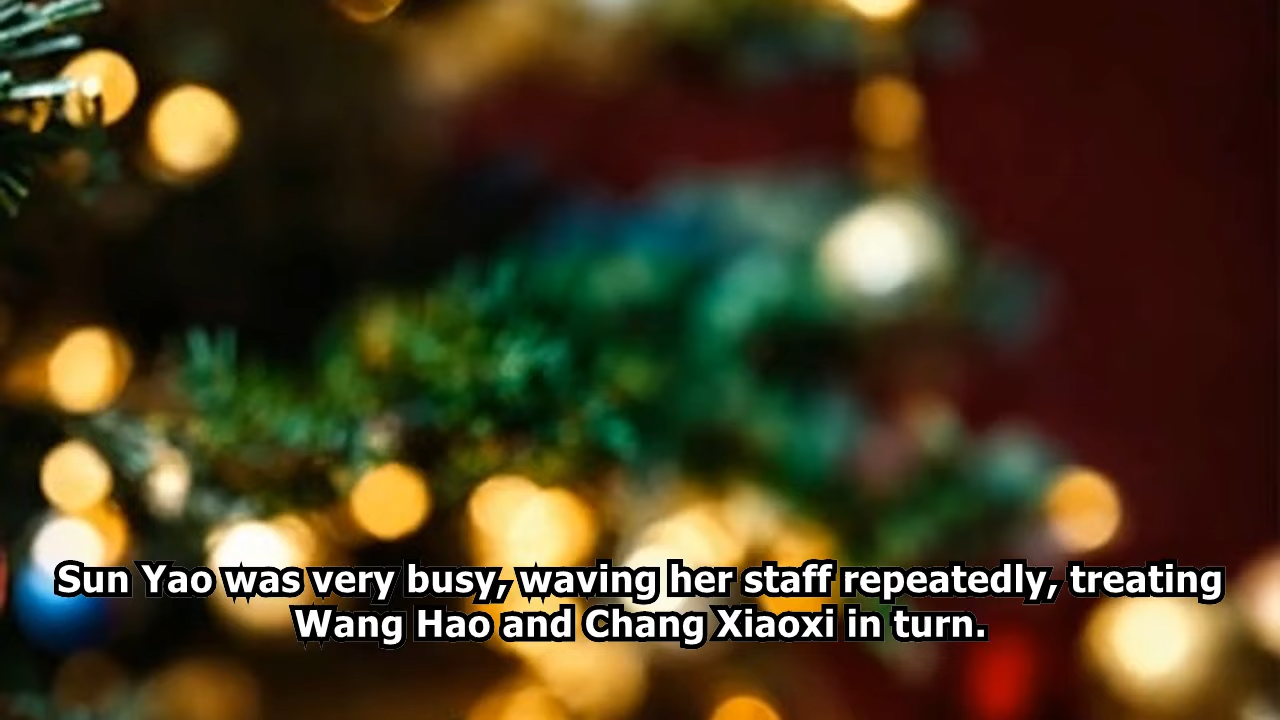 Sun Yao was very busy, waving her staff repeatedly, treating
Wang Hao and Chang Xiaoxi in turn.